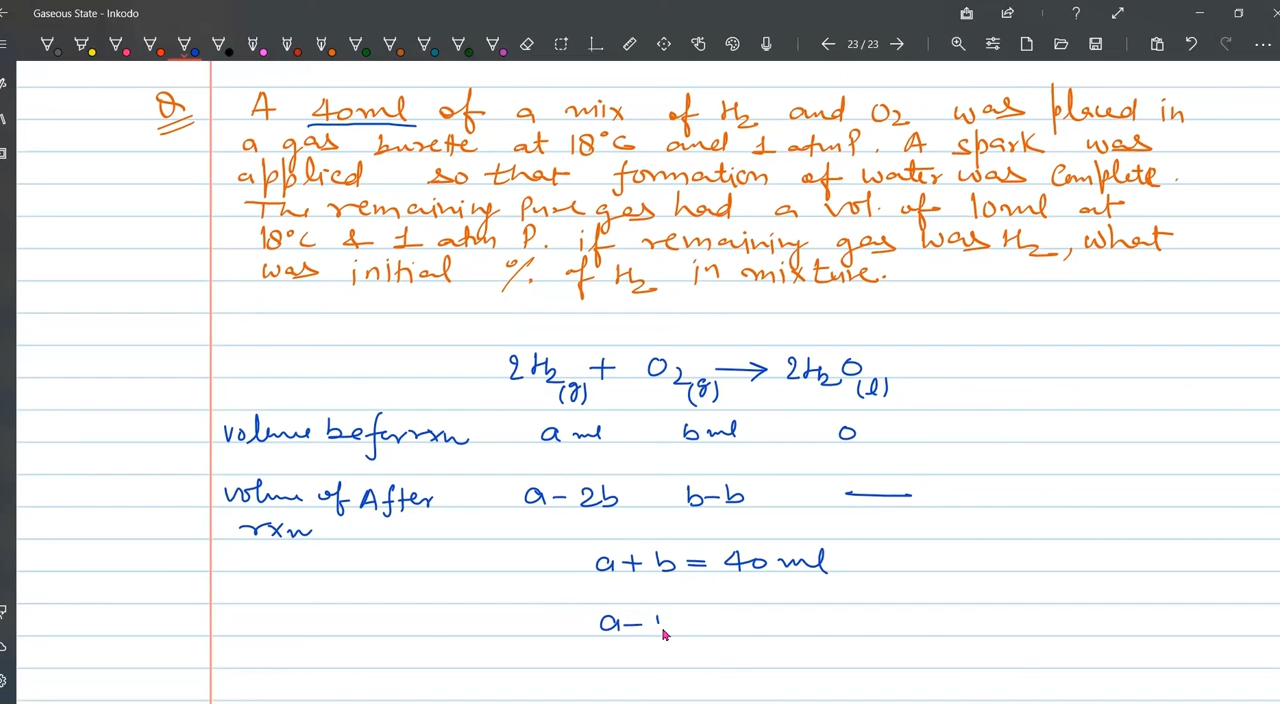 Gaseous State - Inkodo
23/23
Q A 40ml of a mix of H2 and O2 was placed in
a gas burette at 18°C and 1 atm P. A spark was
applied so that formation of water was complete.
The remaining pure gas had a vol. of 10ml at
18°C & 1 atm P. if remaining gas was H2, what
was initial % of H2 in mixture.
2H2(g) + O2(g) → 2H2O(l)
volume before rxn a ml b ml 0
volume of After a - 2b b - b —
rxn
a + b = 40 ml
a -